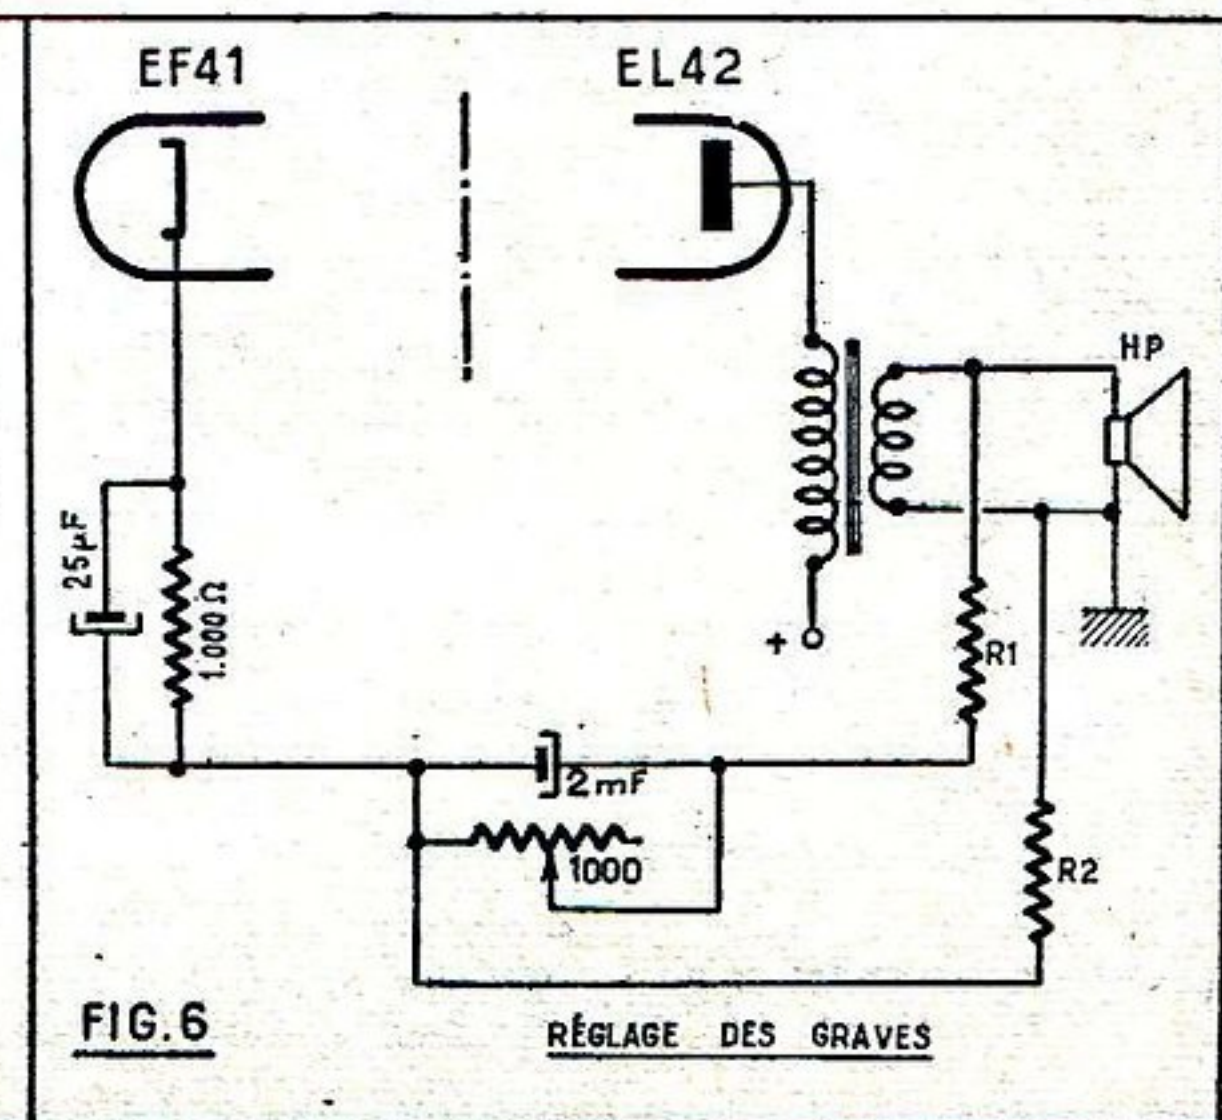 EF41
EL42
HP
25µF
1.000 Ω
+
R1
2mF
1000
R2
FIG.6
RÉGLAGE DES GRAVES